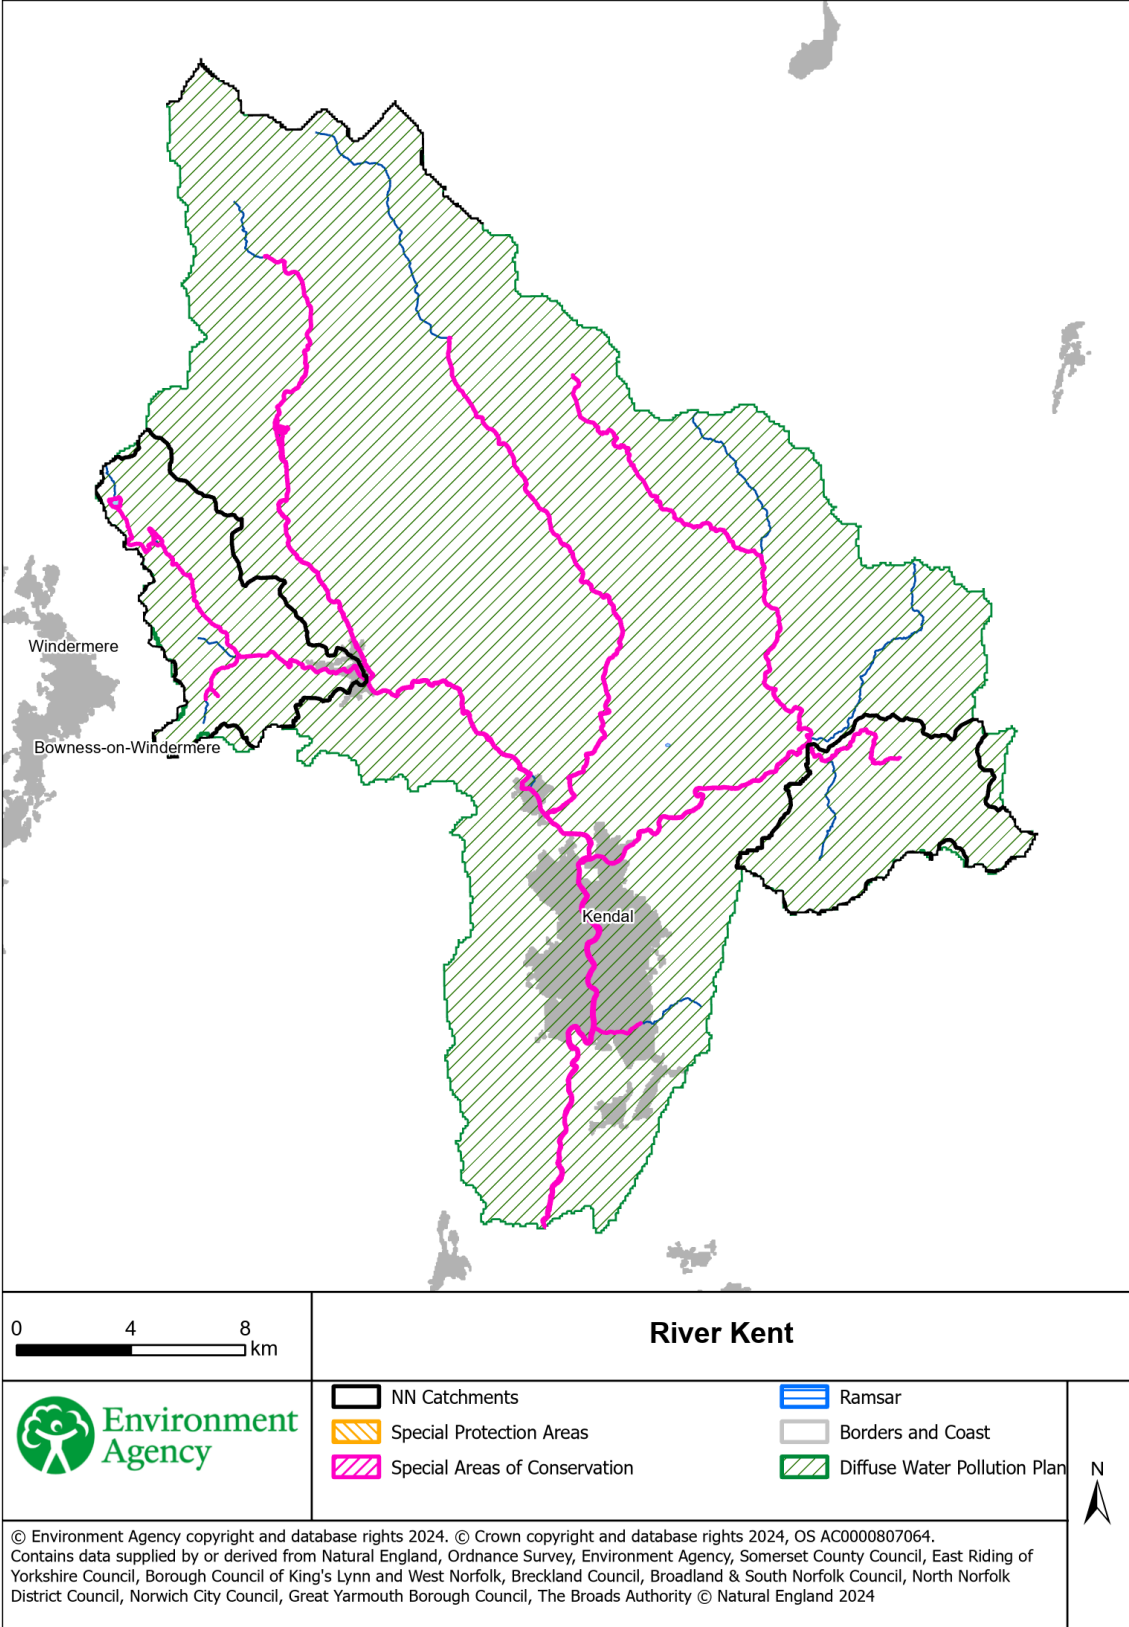 Windermere
Bowness-on-Windermere
Kendal
0 4 8
km
River Kent
Environment
Agency
NN Catchments
Special Protection Areas
Special Areas of Conservation
Ramsar
Borders and Coast
Diffuse Water Pollution Plan
N
© Environment Agency copyright and database rights 2024. © Crown copyright and database rights 2024, OS AC0000807064.
Contains data supplied by or derived from Natural England, Ordnance Survey, Environment Agency, Somerset County Council, East Riding of
Yorkshire Council, Borough Council of King's Lynn and West Norfolk, Breckland Council, Broadland & South Norfolk Council, North Norfolk
District Council, Norwich City Council, Great Yarmouth Borough Council, The Broads Authority © Natural England 2024